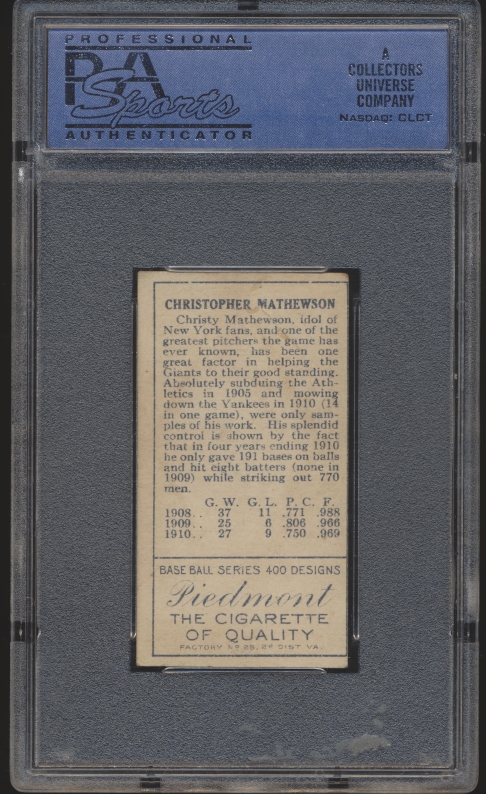 PROFESSIONAL
PSA
Sports
AUTHENTICATOR
A
COLLECTORS
UNIVERSE
COMPANY
NASDAQ: CLCT
CHRISTOPHER MATHEWSON
Christy Mathewson, idol of
New York fans, and one of the
greatest pitchers the game has
ever known, has been one
great factor in helping the
Giants to their good standing.
Absolutely subduing the Ath-
letics in 1905 and mowing
down the Yankees in 1910 (14
in one game), were only sam-
ples of his work. His splendid
control is shown by the fact
that in four years ending 1910
he only gave 191 bases on balls
and hit eight batters (none in
1909) while striking out 770
men.
G. W. G. L. P. C. F.
1908.. 37 11 .771 .988
1909.. 25 6 .806 .966
1910.. 27 9 .750 .969
BASE BALL SERIES 400 DESIGNS
Piedmont
THE CIGARETTE
OF QUALITY
FACTORY Nº 25, 2ᴰ DIST VA.